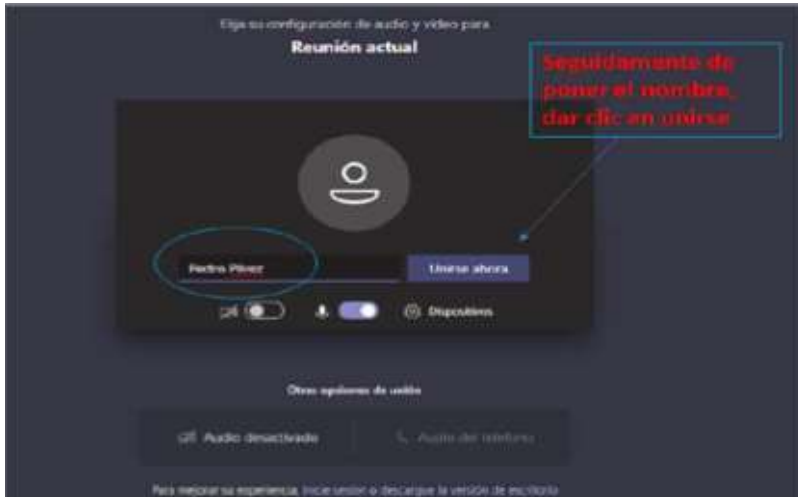 Elija su configuración de audio y vídeo para
Reunión actual
Seguidamente de
poner el nombre,
dar clic en unirse
Pedro
Unirse ahora
Dispositivos
Otras opciones de unión
Audio desactivado
Audio del teléfono
Para mejorar su experiencia, inicie sesión o descargue la versión de escritorio